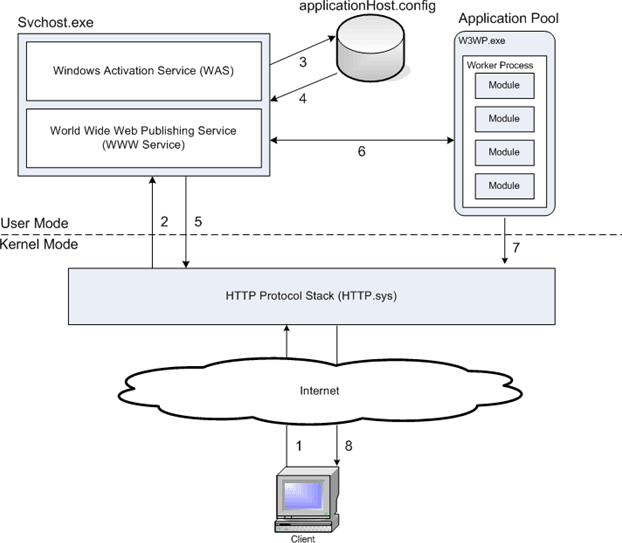 applicationHost.config
Svchost.exe
Application Pool
W3WP.exe
Windows Activation Service (WAS)
3
Worker Process
Module
4
Module
World Wide Web Publishing Service
(WWW Service)
6
Module
Module
User Mode
2
5
Kernel Mode
7
HTTP Protocol Stack (HTTP.sys)
Internet
1
8
Client